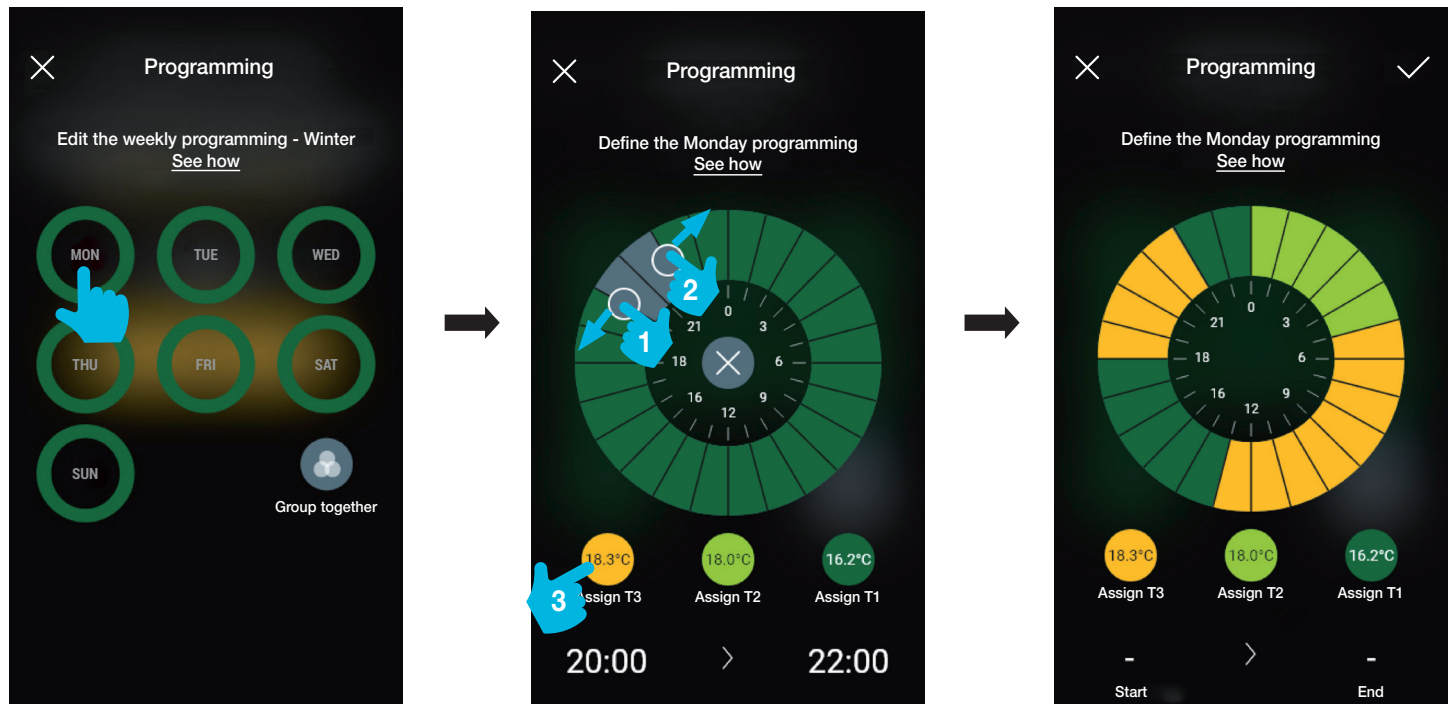 Programming
Edit the weekly programming - Winter
See how
MON TUE WED
THU FRI SAT
SUN
Group together
Programming
Define the Monday programming
See how
2
1
0
21 3
18 6
16 9
12
18.3°C 18.0°C 16.2°C
3 Assign T2 Assign T1
20:00 > 22:00
Programming
Define the Monday programming
See how
0
21 3
18 6
16 9
12
18.3°C 18.0°C 16.2°C
Assign T3 Assign T2 Assign T1
- > -
Start End